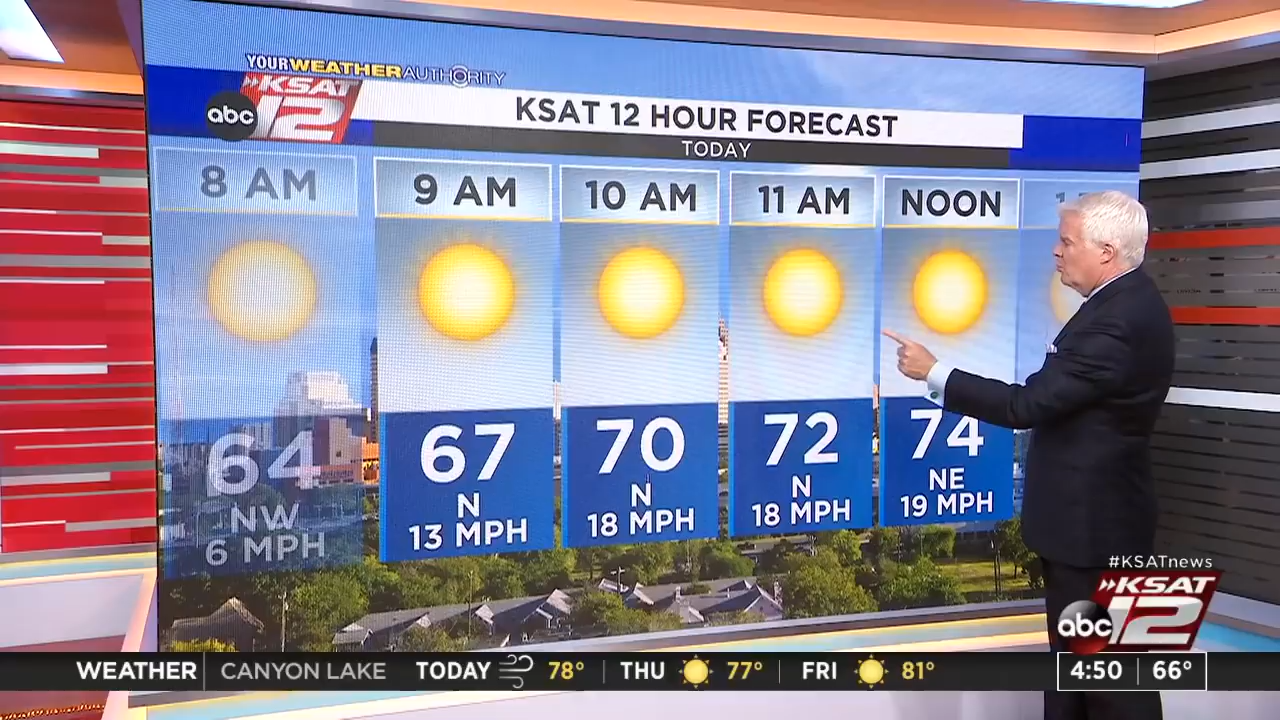 YOUR WEATHER AUTHORITY
abc
KSAT
12
KSAT 12 HOUR FORECAST
TODAY
8 AM
9 AM
10 AM
11 AM
NOON
64
NW
6 MPH
67
N
13 MPH
70
N
18 MPH
72
N
18 MPH
74
NE
19 MPH
#KSATnews
KSAT
abc
12
WEATHER CANYON LAKE TODAY 78° THU 77° FRI 81° 4:50 66°